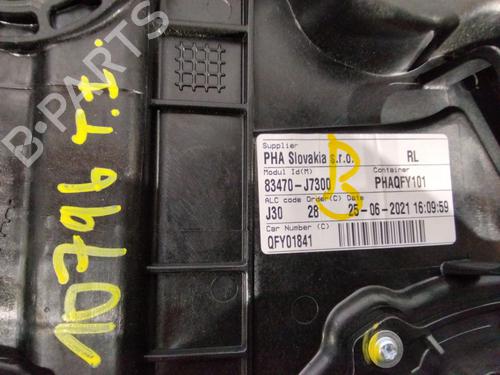 B-PARTS
10796 T.I.
Supplier
PHA Slovakia s.r.o. RL
Modul Id(M) Container
83470-J7300 PHAQFY101
ALC code Order(C) Date
J30 28 25-06-2021 16:09:59
Car Number (C)
QFY01841